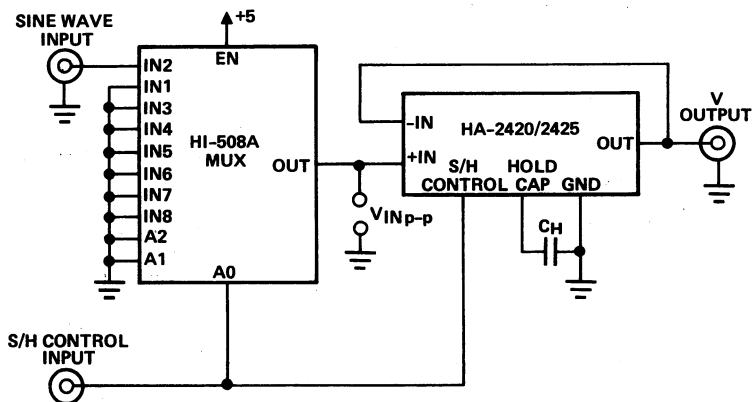 SINE WAVE
INPUT
+5
EN
IN2
IN1
IN3
IN4
IN5
IN6
IN7
IN8
A2
A1
HI-508A
MUX
OUT
A0
VINp-p
-IN
+IN
HA-2420/2425
S/H
CONTROL
HOLD
CAP
GND
OUT
CH
V
OUTPUT
S/H CONTROL
INPUT